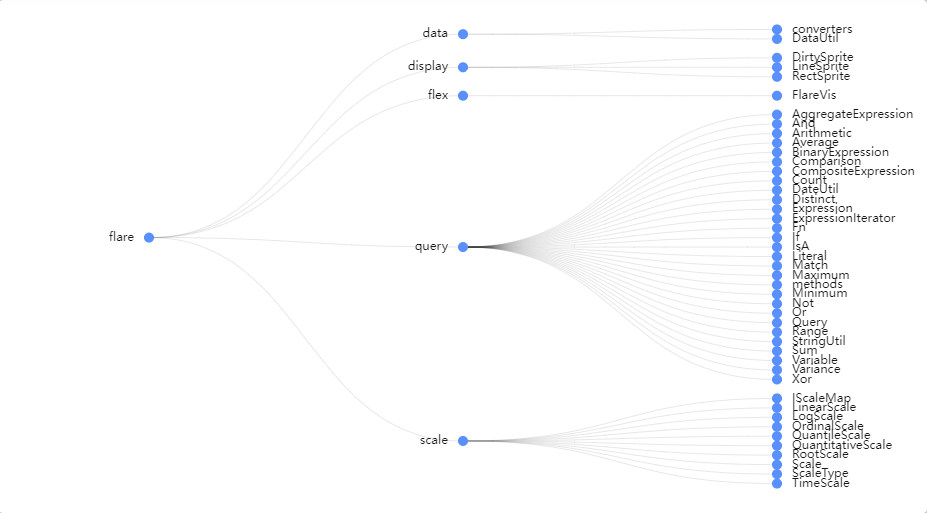 flare
data
display
flex
query
scale
converters
DataUtil
DirtySprite
LineSprite
RectSprite
FlareVis
AggregateExpression
And
Arithmetic
Average
BinaryExpression
Comparison
CompositeExpression
Count
DateUtil
Distinct
Expression
ExpressionIterator
Fn
If
IsA
Literal
Match
Maximum
methods
Minimum
Not
Or
Query
Range
StringUtil
Sum
Variable
Variance
Xor
IScaleMap
LinearScale
LogScale
OrdinalScale
QuantileScale
QuantitativeScale
RootScale
Scale
ScaleType
TimeScale